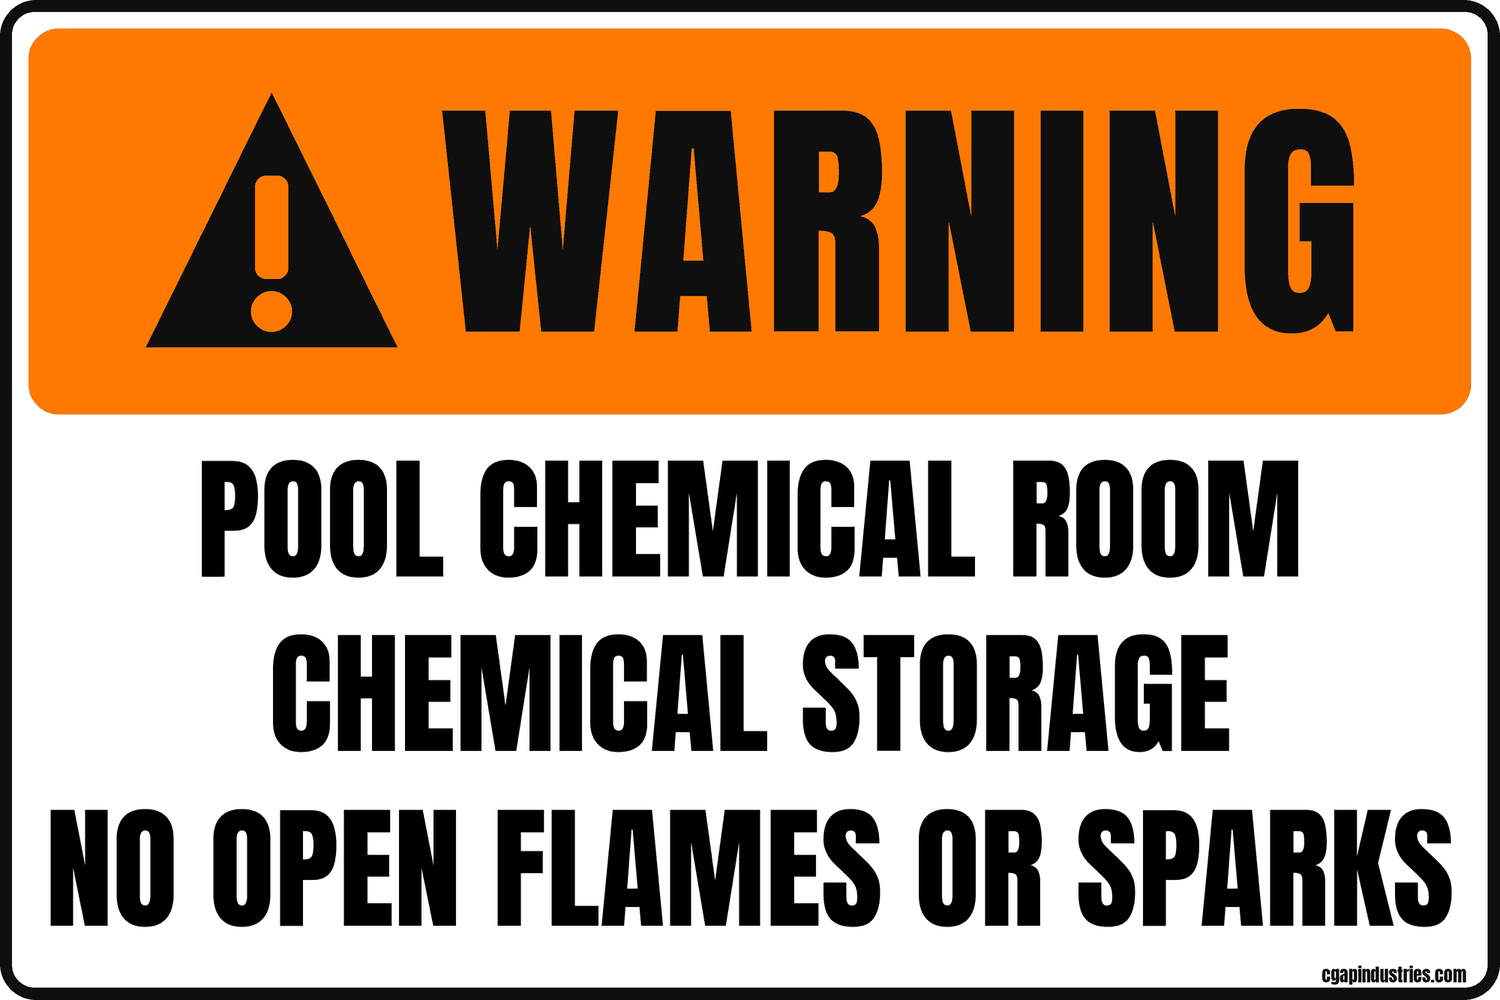 WARNING
POOL CHEMICAL ROOM
CHEMICAL STORAGE
NO OPEN FLAMES OR SPARKS
cgapindustries.com